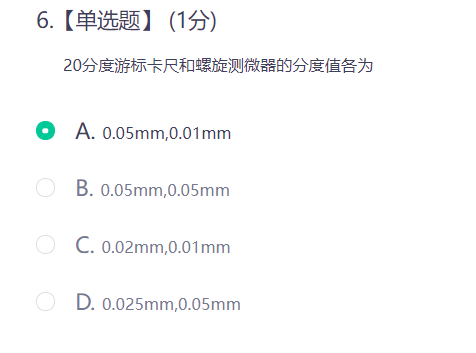 6.【单选题】 (1分)
20分度游标卡尺和螺旋测微器的分度值各为
A. 0.05mm,0.01mm
B. 0.05mm,0.05mm
C. 0.02mm,0.01mm
D. 0.025mm,0.05mm